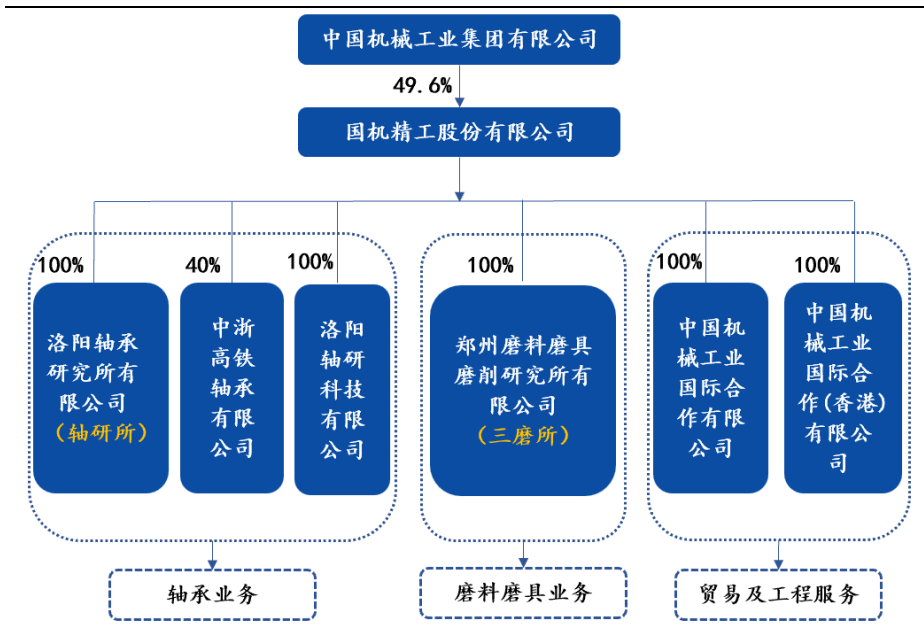 中国机械工业集团有限公司
49.6%
国机精工股份有限公司
100%
洛阳轴承
研究所有
限公司
（轴研所）
40%
中浙
高铁
轴承
有限
公司
100%
洛阳
轴研
科技
有限
公司
100%
郑州磨料磨具
磨削研究所有
限公司
（三磨所）
100%
中国机
械工业
国际合
作有限
公司
100%
中国机
械工业
国际合
作(香港)
有限公
司
轴承业务
磨料磨具业务
贸易及工程服务